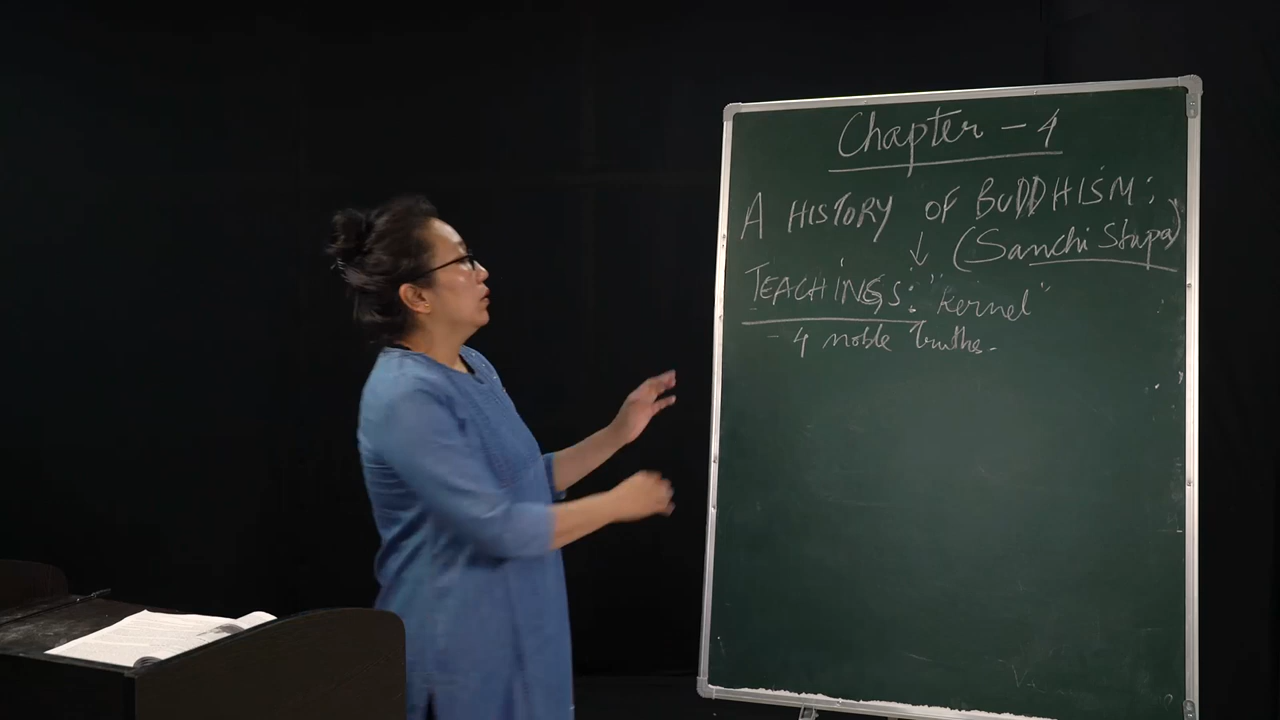 Chapter - 4
A HISTORY OF BUDDHISM:
↓ (Sanchi Stupa)
TEACHINGS: "Kernel"
- 4 noble Truths.